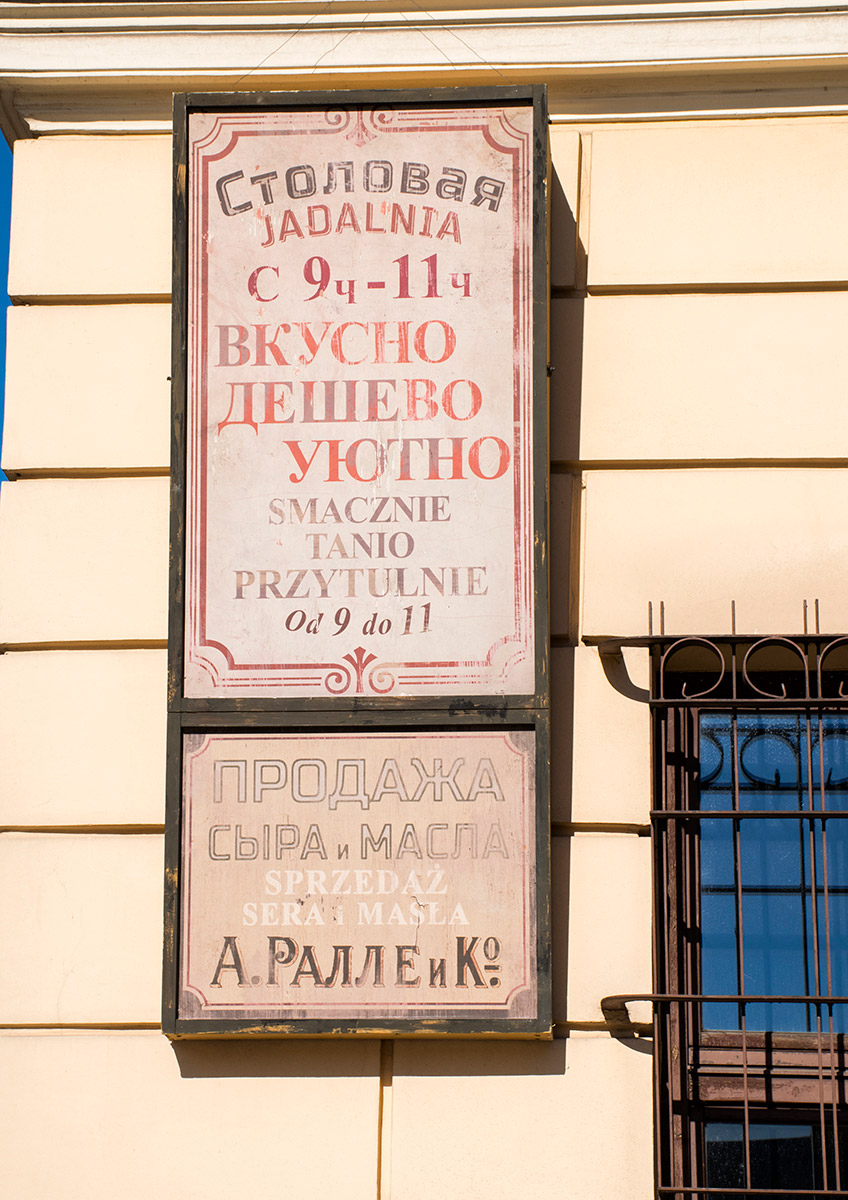 Столовая
JADALNIA
С 9ч-11ч
ВКУСНО
ДЕШЕВО
УЮТНО
SMACZNIE
TANIO
PRZYTULNIE
Od 9 do 11
ПРОДАЖА
СЫРА и МАСЛА
SPRZEDAŻ
SERA i MASŁA
А. РАЛЛЕ и Ко.